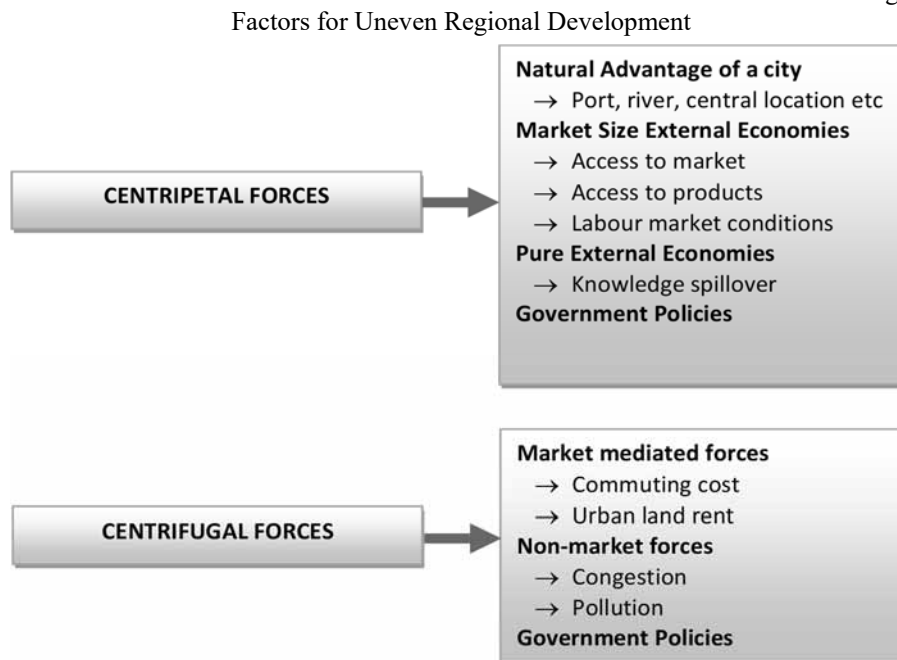 Factors for Uneven Regional Development
CENTRIPETAL FORCES
Natural Advantage of a city
→ Port, river, central location etc
Market Size External Economies
→ Access to market
→ Access to products
→ Labour market conditions
Pure External Economies
→ Knowledge spillover
Government Policies
CENTRIFUGAL FORCES
Market mediated forces
→ Commuting cost
→ Urban land rent
Non-market forces
→ Congestion
→ Pollution
Government Policies